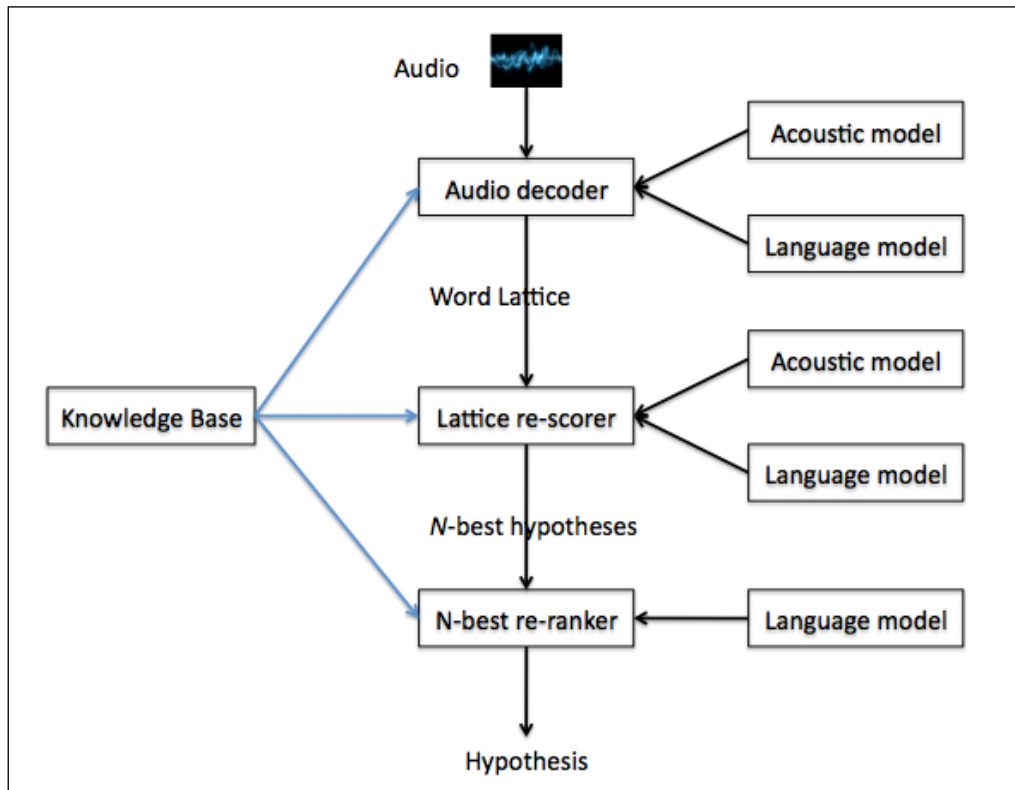 Audio
Acoustic model
Audio decoder
Language model
Word Lattice
Acoustic model
Knowledge Base
Lattice re-scorer
Language model
N-best hypotheses
N-best re-ranker
Language model
Hypothesis